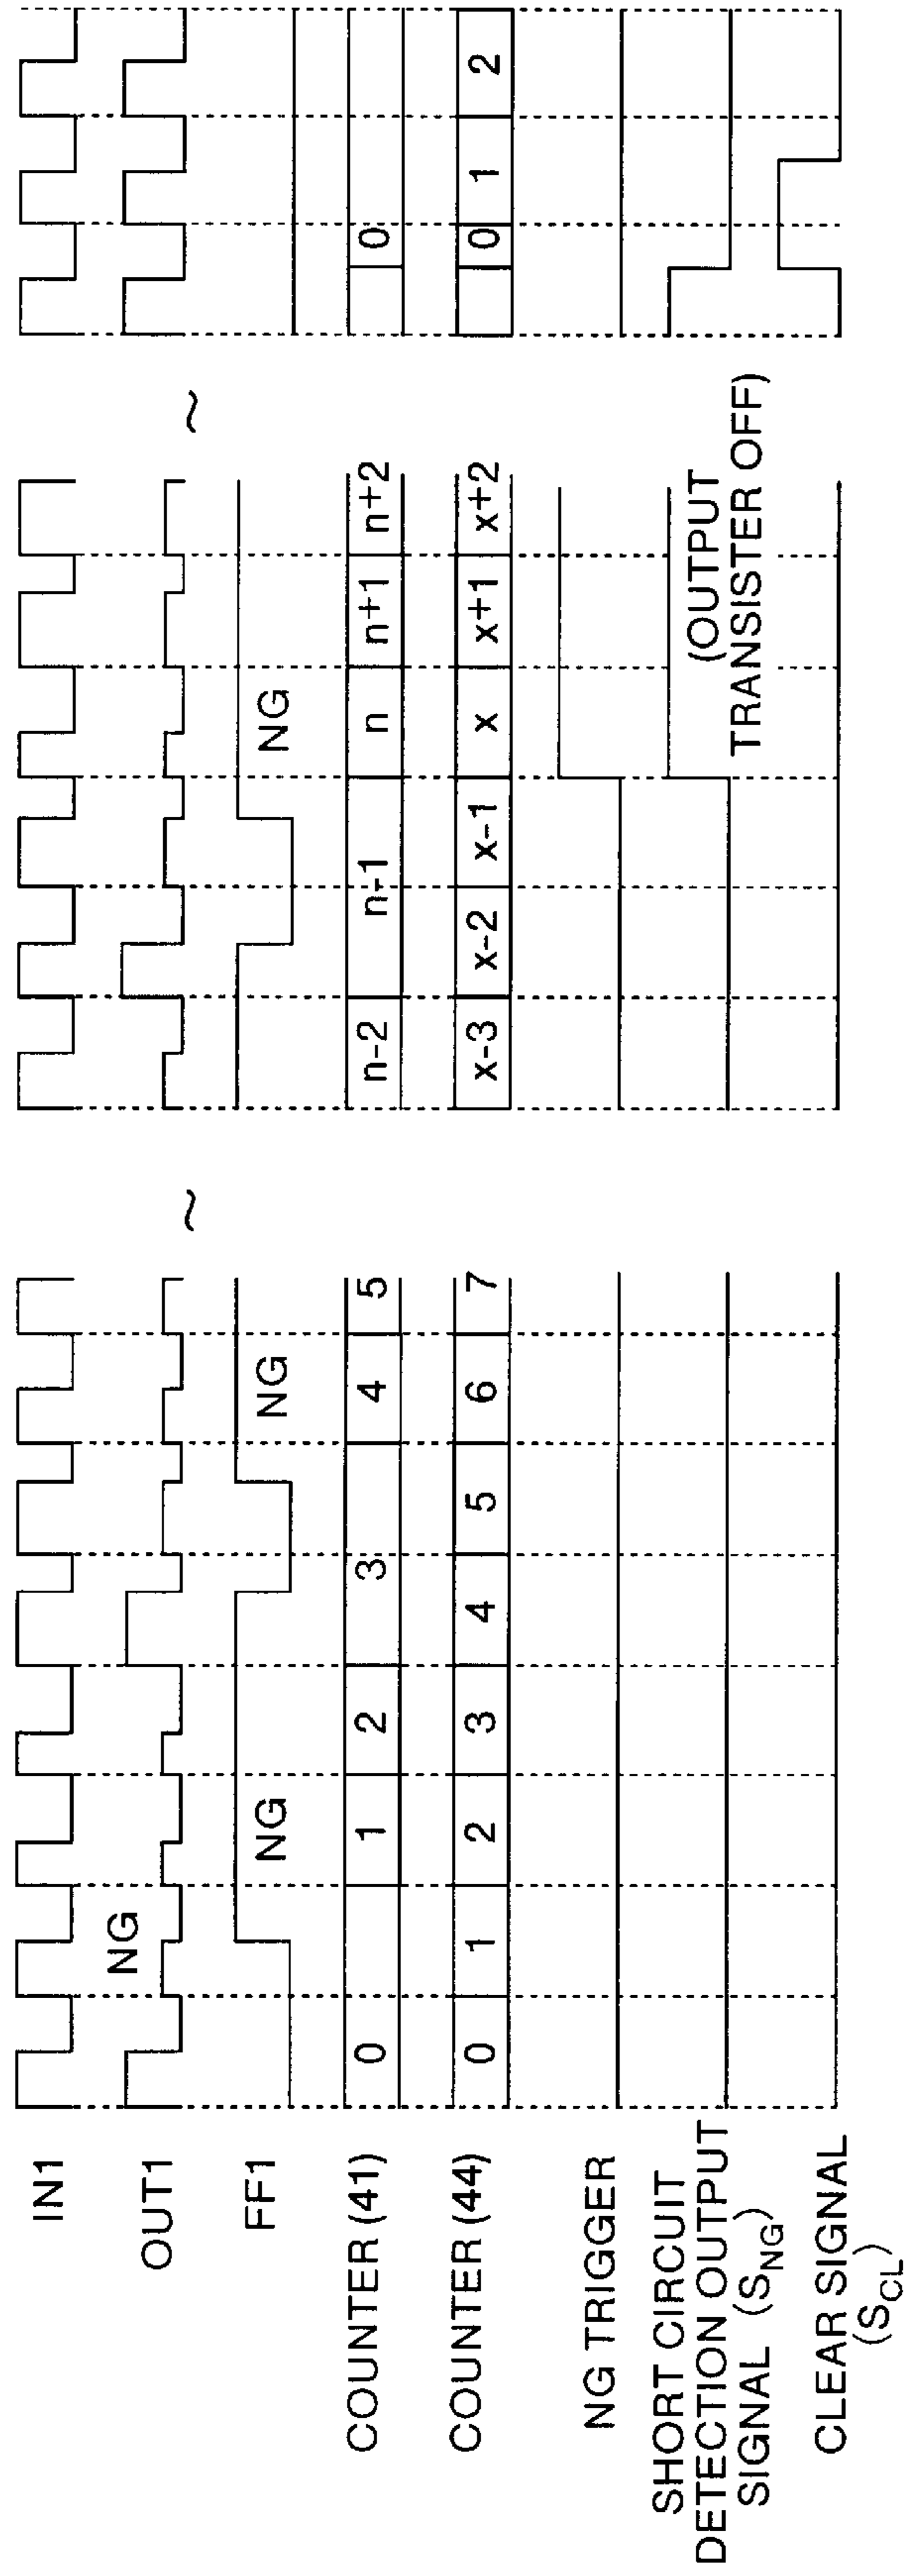 IN1
OUT1
NG
FF1
NG
NG
NG
COUNTER (41)
0 1 2 3 4 5
n-2 n-1 n n+1 n+2
0
COUNTER (44)
0 1 2 3 4 5 6 7
x-3 x-2 x-1 x x+1 x+2
0 1 2
NG TRIGGER
SHORT CIRCUIT
DETECTION OUTPUT
SIGNAL (SNG)
(OUTPUT
TRANSISTER OFF)
CLEAR SIGNAL
(SCL)
~
~